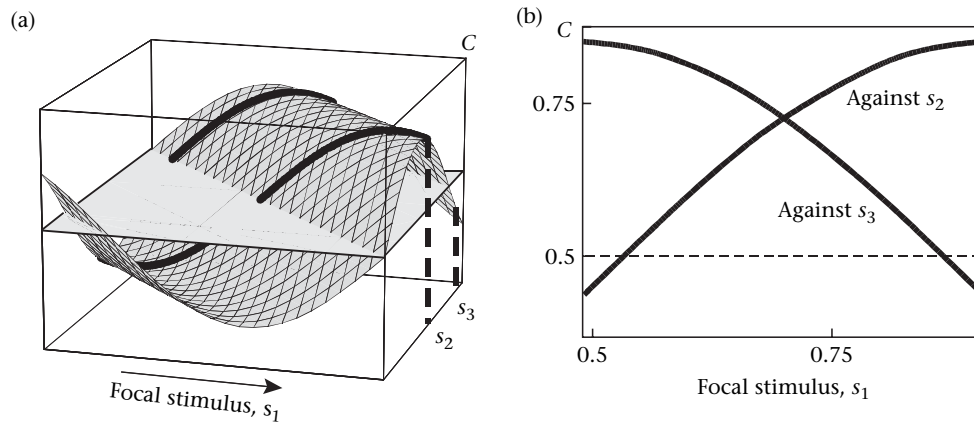 (a)
C
s3
s2
Focal stimulus, s1
(b)
C
0.75
Against s2
Against s3
0.5
0.5
0.75
Focal stimulus, s1